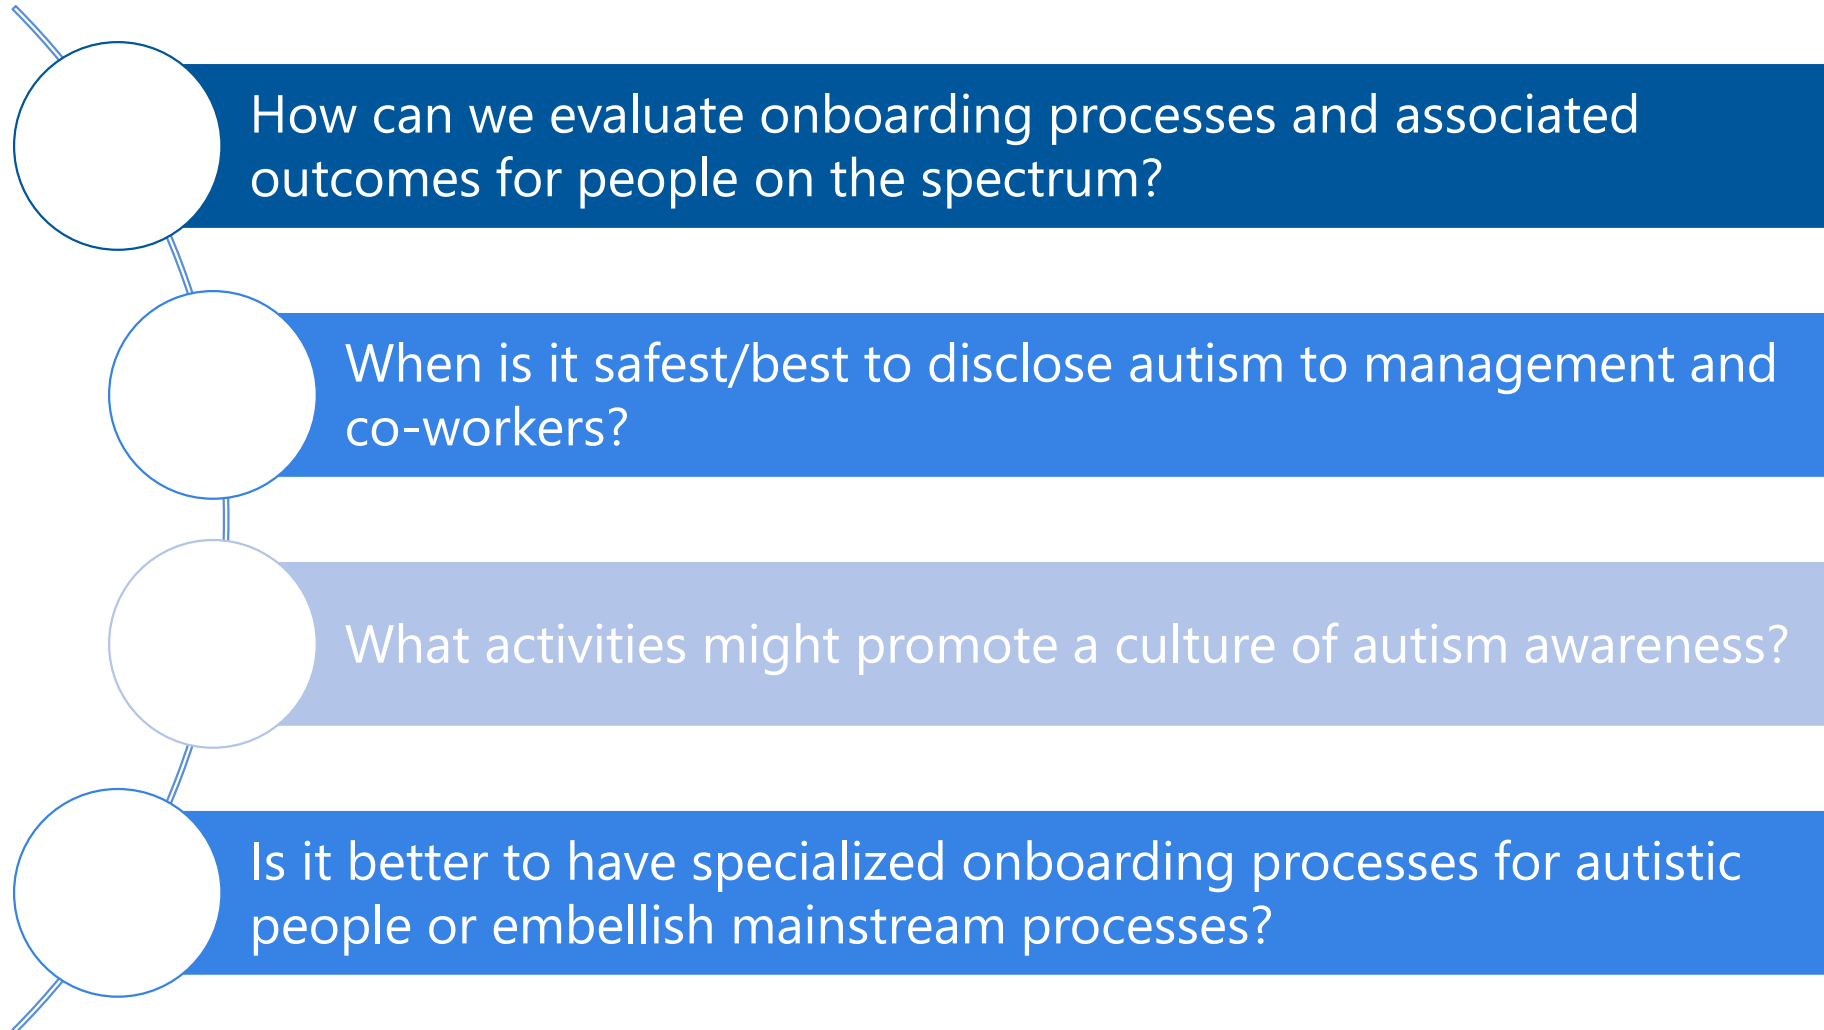 How can we evaluate onboarding processes and associated
outcomes for people on the spectrum?
When is it safest/best to disclose autism to management and
co-workers?
What activities might promote a culture of autism awareness?
Is it better to have specialized onboarding processes for autistic
people or embellish mainstream processes?